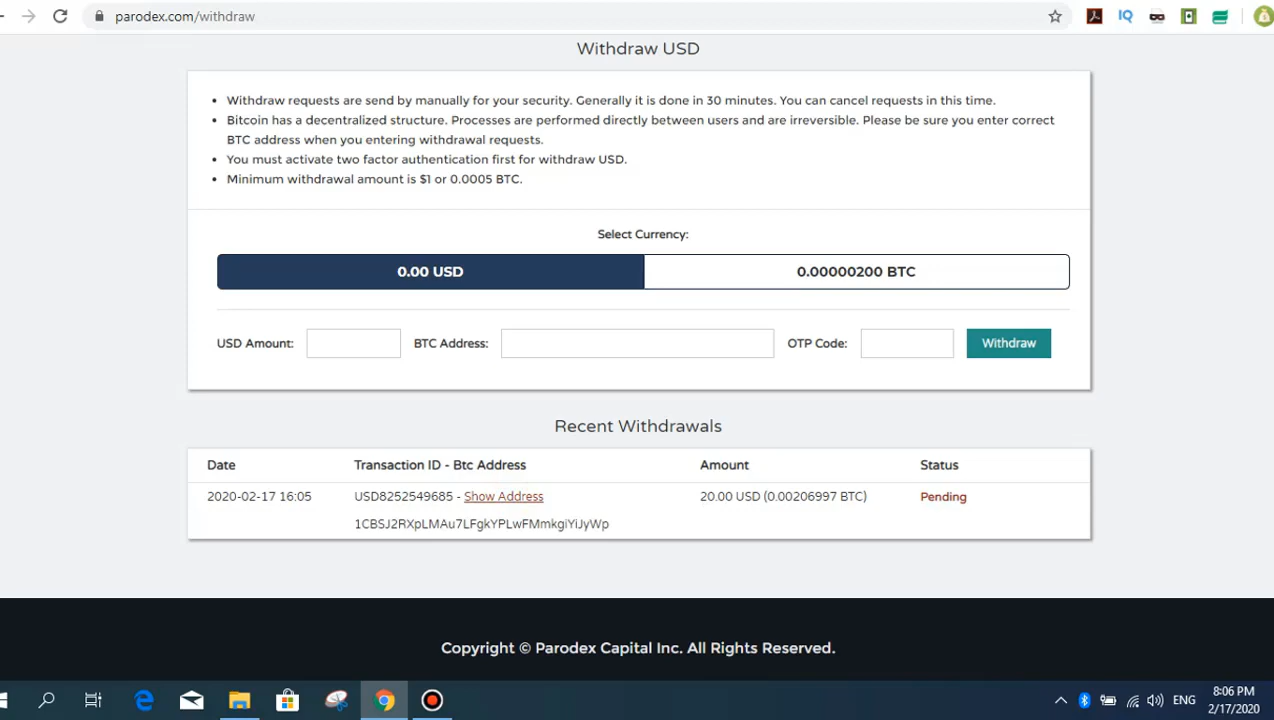 parodex.com/withdraw
IQ
Withdraw USD
Withdraw requests are send by manually for your security. Generally it is done in 30 minutes. You can cancel requests in this time.
Bitcoin has a decentralized structure. Processes are performed directly between users and are irreversible. Please be sure you enter correct
BTC address when you entering withdrawal requests.
You must activate two factor authentication first for withdraw USD.
Minimum withdrawal amount is $1 or 0.0005 BTC.
Select Currency:
0.00 USD 0.00000200 BTC
USD Amount: BTC Address: OTP Code: Withdraw
Recent Withdrawals
Date Transaction ID - Btc Address Amount Status
2020-02-17 16:05 USD8252549685 - Show Address 20.00 USD (0.00206997 BTC) Pending
1CBSJ2RXpLMAu7LFgkYPLwFMmkgiYiJyWp
Copyright © Parodex Capital Inc. All Rights Reserved.
ENG
8:06 PM
2/17/2020